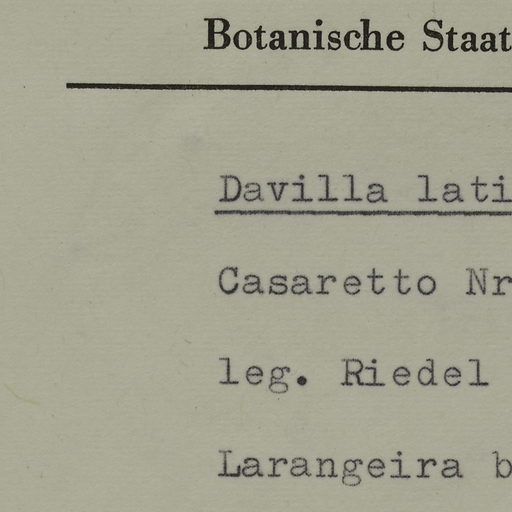 Botanische Staat
Davilla lati
Casaretto Nr
leg. Riedel
Larangeira b